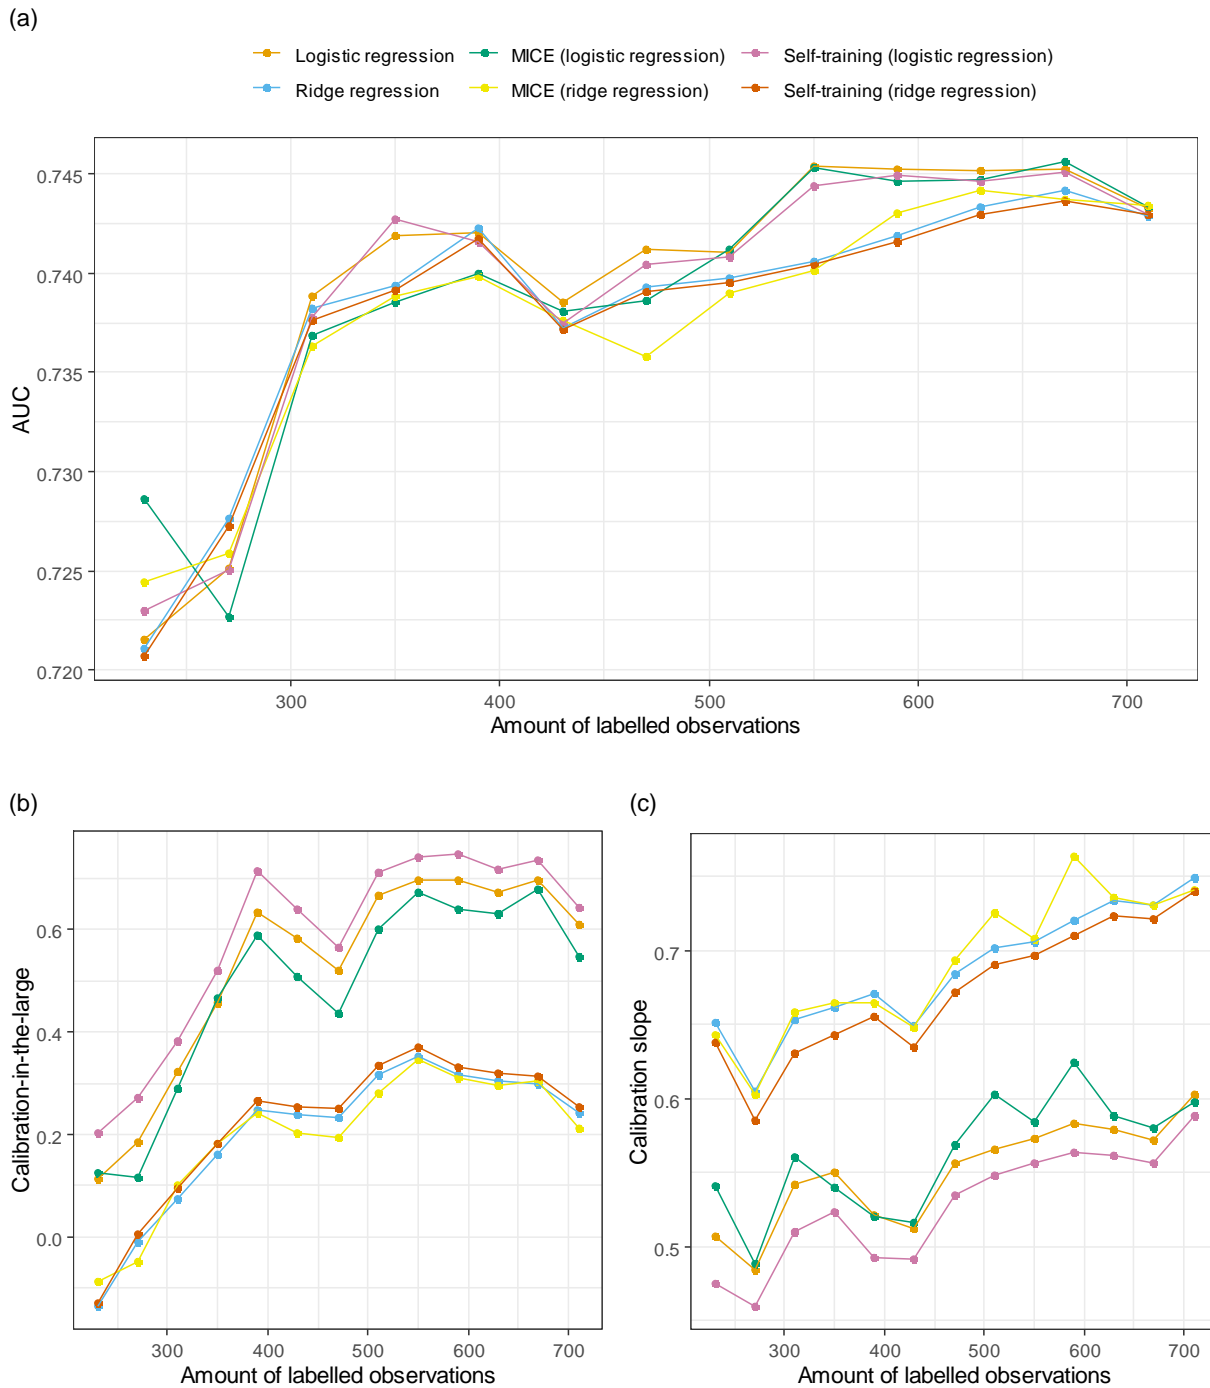 (a)
Logistic regression MICE (logistic regression) Self-training (logistic regression)
Ridge regression MICE (ridge regression) Self-training (ridge regression)
0.745
0.740
0.735
0.730
0.725
0.720
AUC
300 400 500 600 700
Amount of labelled observations
(b)
0.6
0.4
0.2
0.0
Calibration-in-the-large
300 400 500 600 700
Amount of labelled observations
(c)
0.7
0.6
0.5
Calibration slope
300 400 500 600 700
Amount of labelled observations